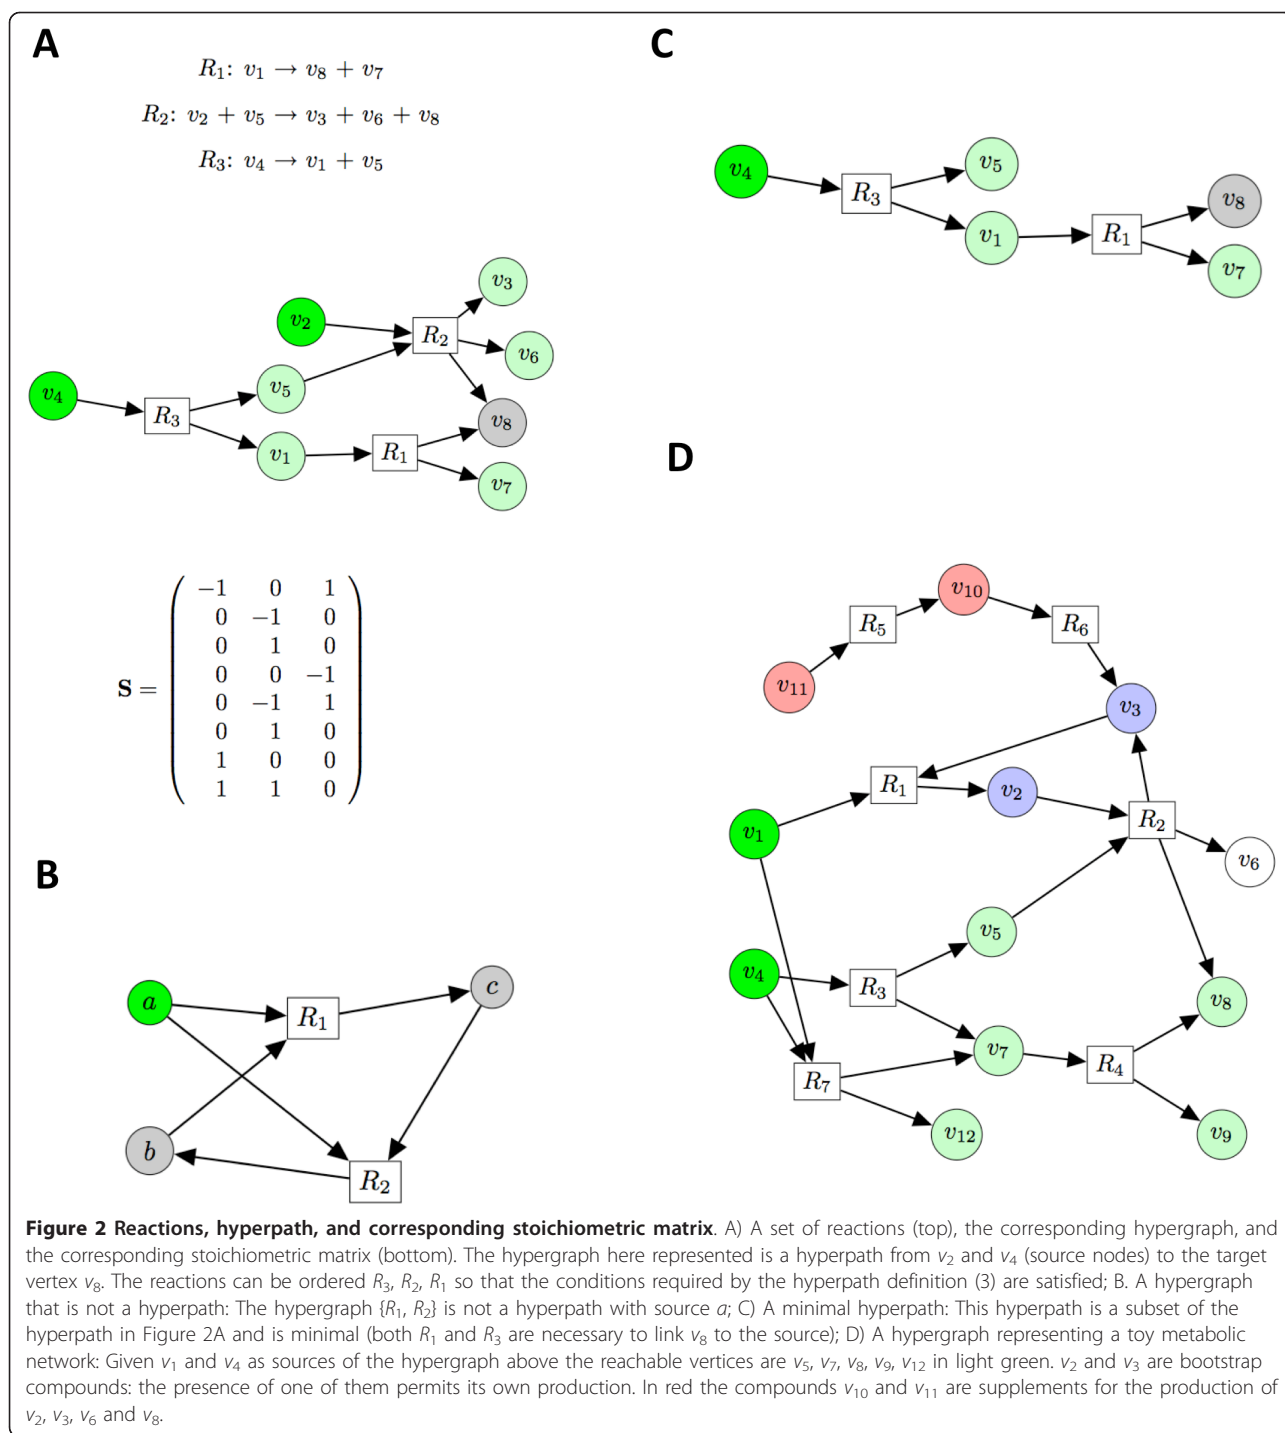 A
R₁: v₁ → v₈ + v₇
R₂: v₂ + v₅ → v₃ + v₆ + v₈
R₃: v₄ → v₁ + v₅
v₃
v₂
R₂
v₆
v₅
v₄
R₃
v₈
v₁
R₁
v₇
S =
−1 0 1
0 −1 0
0 1 0
0 0 −1
0 −1 1
0 1 0
1 0 0
1 1 0
B
a
c
R₁
b
R₂
C
v₄
v₅
R₃
v₈
v₁
R₁
v₇
D
v₁₀
R₅
R₆
v₁₁
v₃
R₁
v₂
R₂
v₁
v₆
v₅
v₄
R₃
v₈
v₇
R₄
R₇
v₁₂
v₉
Figure 2 Reactions, hyperpath, and corresponding stoichiometric matrix. A) A set of reactions (top), the corresponding hypergraph, and
the corresponding stoichiometric matrix (bottom). The hypergraph here represented is a hyperpath from v₂ and v₄ (source nodes) to the target
vertex v₈. The reactions can be ordered R₃, R₂, R₁ so that the conditions required by the hyperpath definition (3) are satisfied; B. A hypergraph
that is not a hyperpath: The hypergraph {R₁, R₂} is not a hyperpath with source a; C) A minimal hyperpath: This hyperpath is a subset of the
hyperpath in Figure 2A and is minimal (both R₁ and R₃ are necessary to link v₈ to the source); D) A hypergraph representing a toy metabolic
network: Given v₁ and v₄ as sources of the hypergraph above the reachable vertices are v₅, v₇, v₈, v₉, v₁₂ in light green. v₂ and v₃ are bootstrap
compounds: the presence of one of them permits its own production. In red the compounds v₁₀ and v₁₁ are supplements for the production of
v₂, v₃, v₆ and v₈.